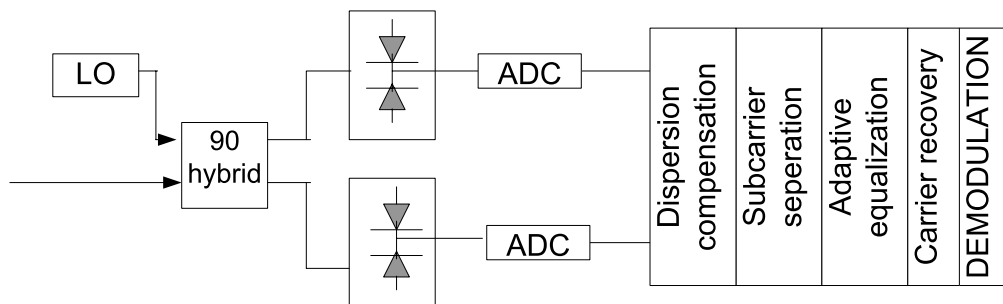 LO
90
hybrid
ADC
ADC
Dispersion
compensation
Subcarrier
seperation
Adaptive
equalization
Carrier recovery
DEMODULATION